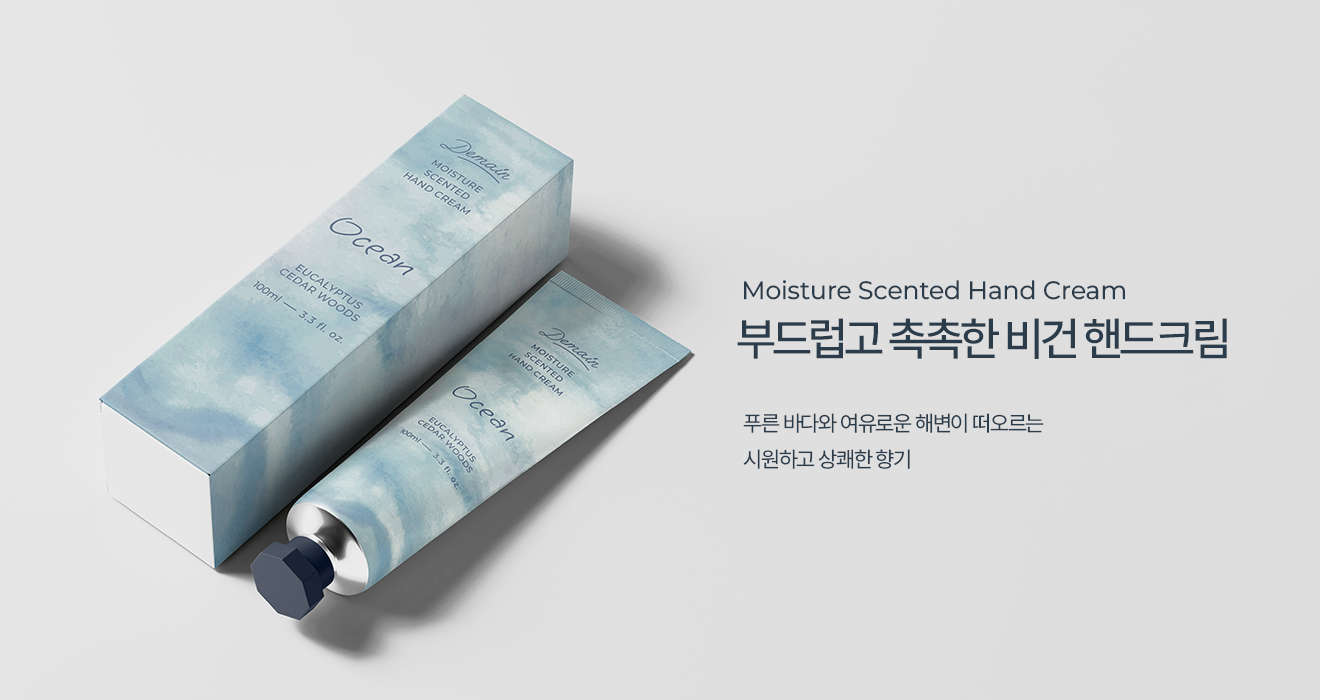 Demain
MOISTURE
SCENTED
HAND CREAM
Ocean
EUCALYPTUS
CEDAR WOODS
100ml — 3.3 fl. oz.
Demain
MOISTURE
SCENTED
HAND CREAM
Ocean
EUCALYPTUS
CEDAR WOODS
100ml — 3.3 fl. oz.
Moisture Scented Hand Cream
부드럽고 촉촉한 비건 핸드크림
푸른 바다와 여유로운 해변이 떠오르는
시원하고 상쾌한 향기